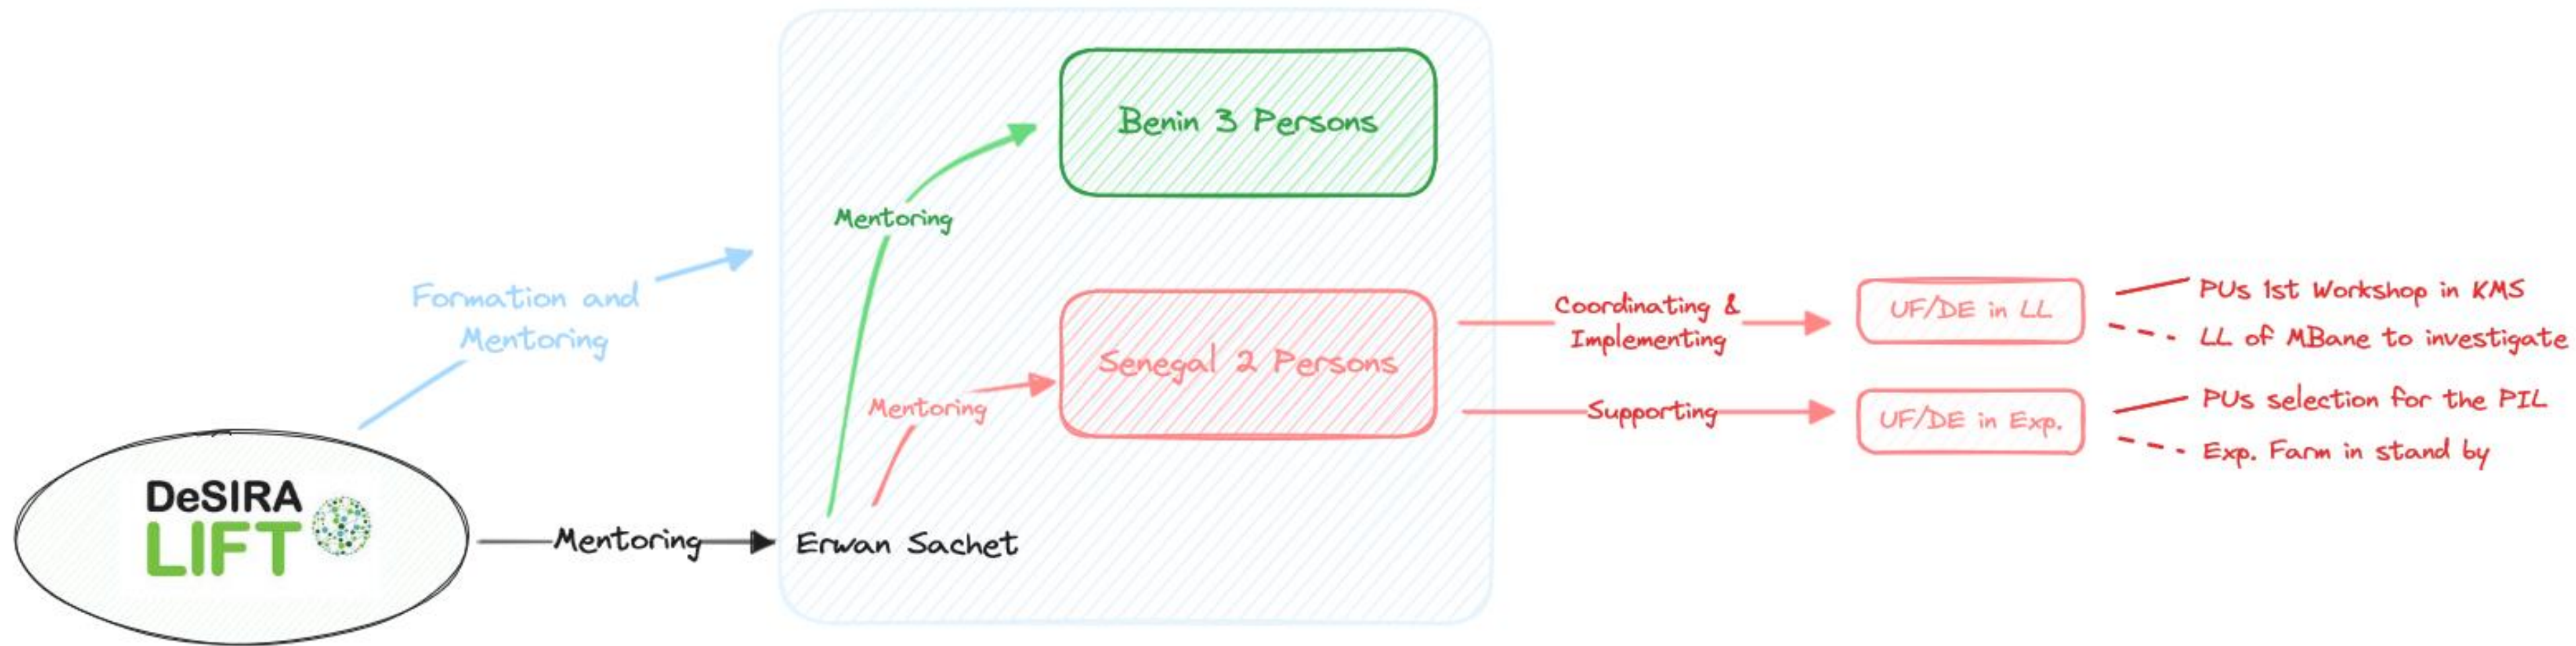 Benin 3 Persons
Mentoring
Formation and
Mentoring
Senegal 2 Persons
Mentoring
Coordinating &
Implementing
UF/DE in LL
PUs 1st Workshop in KMS
LL of MBane to investigate
Supporting
UF/DE in Exp.
PUs selection for the PIL
Exp. Farm in stand by
DeSIRA
LIFT
Mentoring
Erwan Sachet